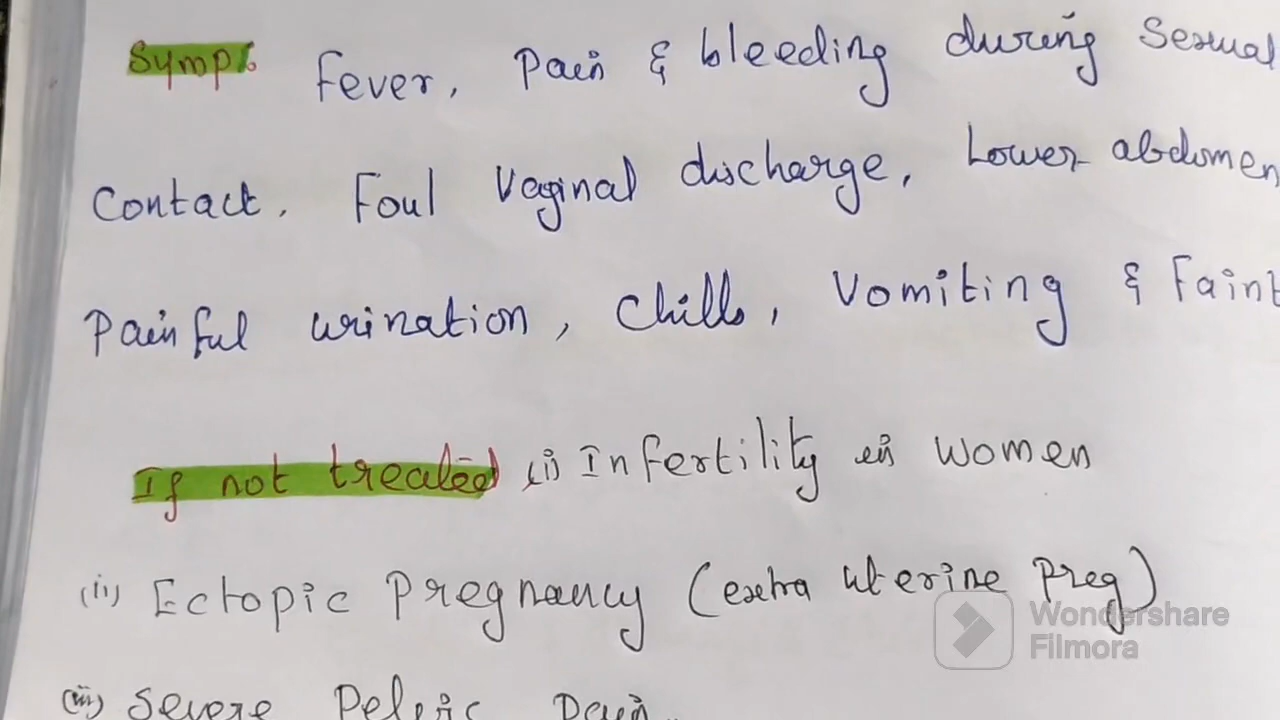 Symp:
Fever, Pain & bleeding during Sexual
Contact, Foul Vaginal discharge, Lower abdomen
Painful urination, Chills, Vomiting & Faint
If not treated (i) Infertility in Women
(ii) Ectopic Pregnancy (extra uterine Preg)
(iii) Severe Pelvic Pain.
Wondershare
Filmora